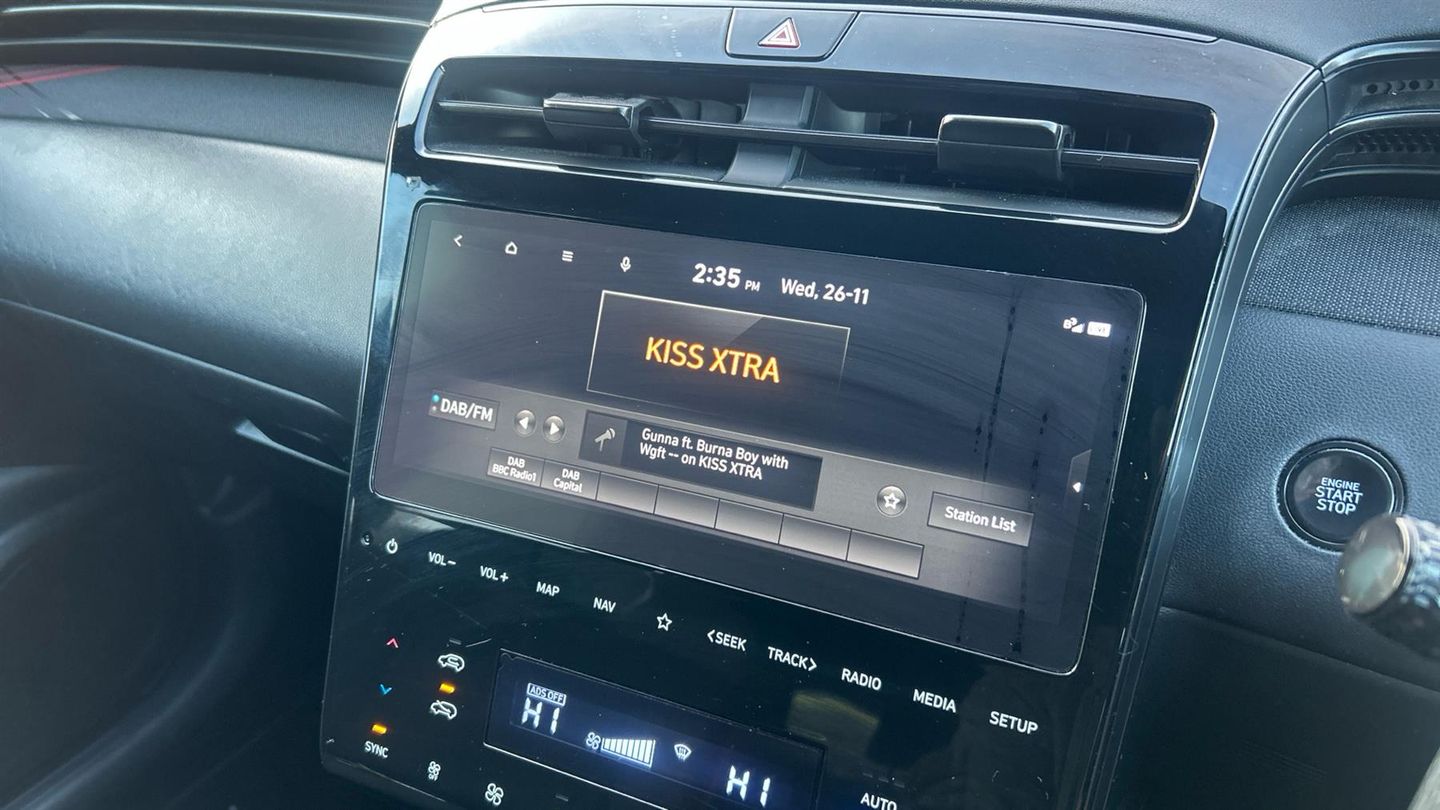 2:35 PM Wed, 26-11
KISS XTRA
DAB/FM
Gunna ft. Burna Boy with
Wgft -- on KISS XTRA
DAB
BBC Radio1
DAB
Capital
Station List
ENGINE
START
STOP
VOL-
VOL+
MAP
NAV
<SEEK
TRACK>
RADIO
MEDIA
SETUP
ADS OFF
HI
HI
SYNC
OFF
AUTO